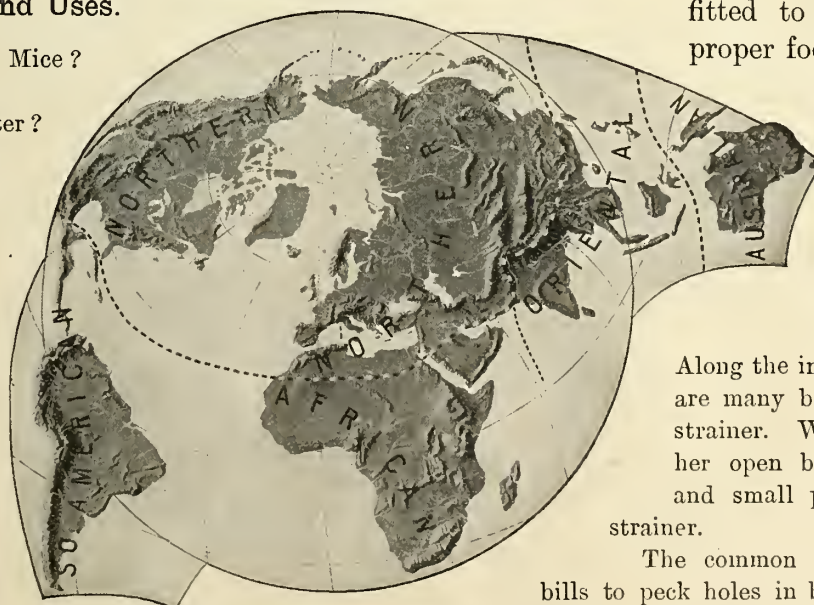 nd Uses.
Mice ?
ter ?
fitted to
proper foo
NORTHERN
NORTHERN
ORIENTAL
AUSTRALIAN
SO AMERICAN
AFRICAN
Along the in
are many b
strainer. W
her open b
and small p
strainer.
The common
bills to peck holes in b